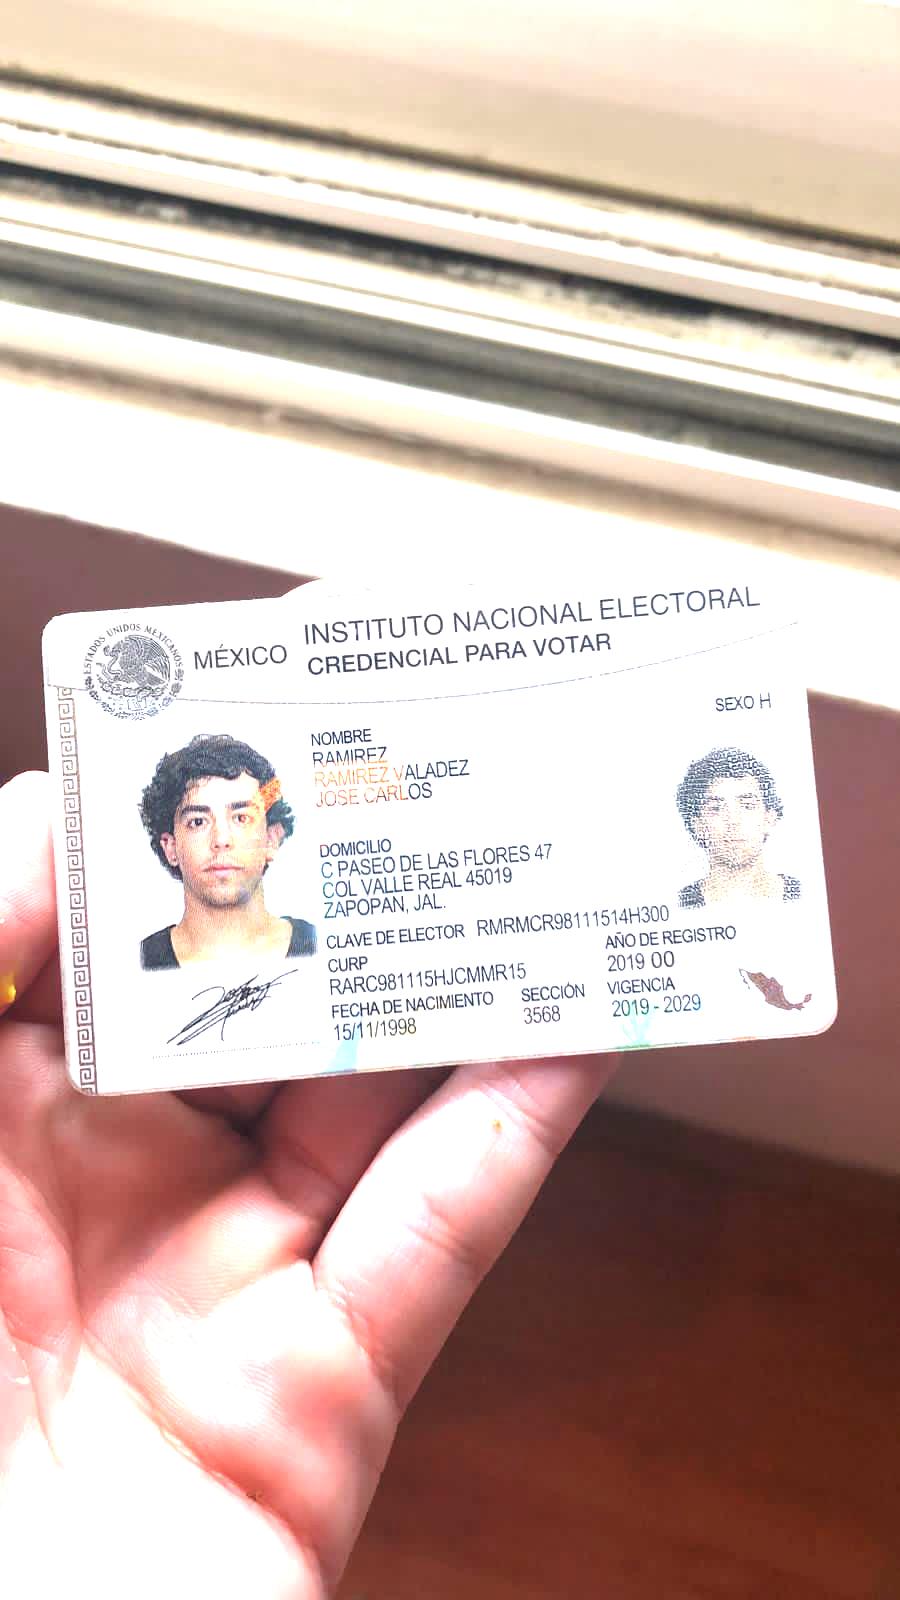 ESTADOS UNIDOS MEXICANOS
MÉXICO
INSTITUTO NACIONAL ELECTORAL
CREDENCIAL PARA VOTAR
SEXO H
NOMBRE
RAMIREZ
RAMIREZ VALADEZ
JOSE CARLOS
DOMICILIO
C PASEO DE LAS FLORES 47
COL VALLE REAL 45019
ZAPOPAN, JAL.
CLAVE DE ELECTOR RMRMCR98111514H300
CURP
RARC981115HJCMMR15
AÑO DE REGISTRO
2019 00
FECHA DE NACIMIENTO
15/11/1998
SECCIÓN
3568
VIGENCIA
2019 - 2029